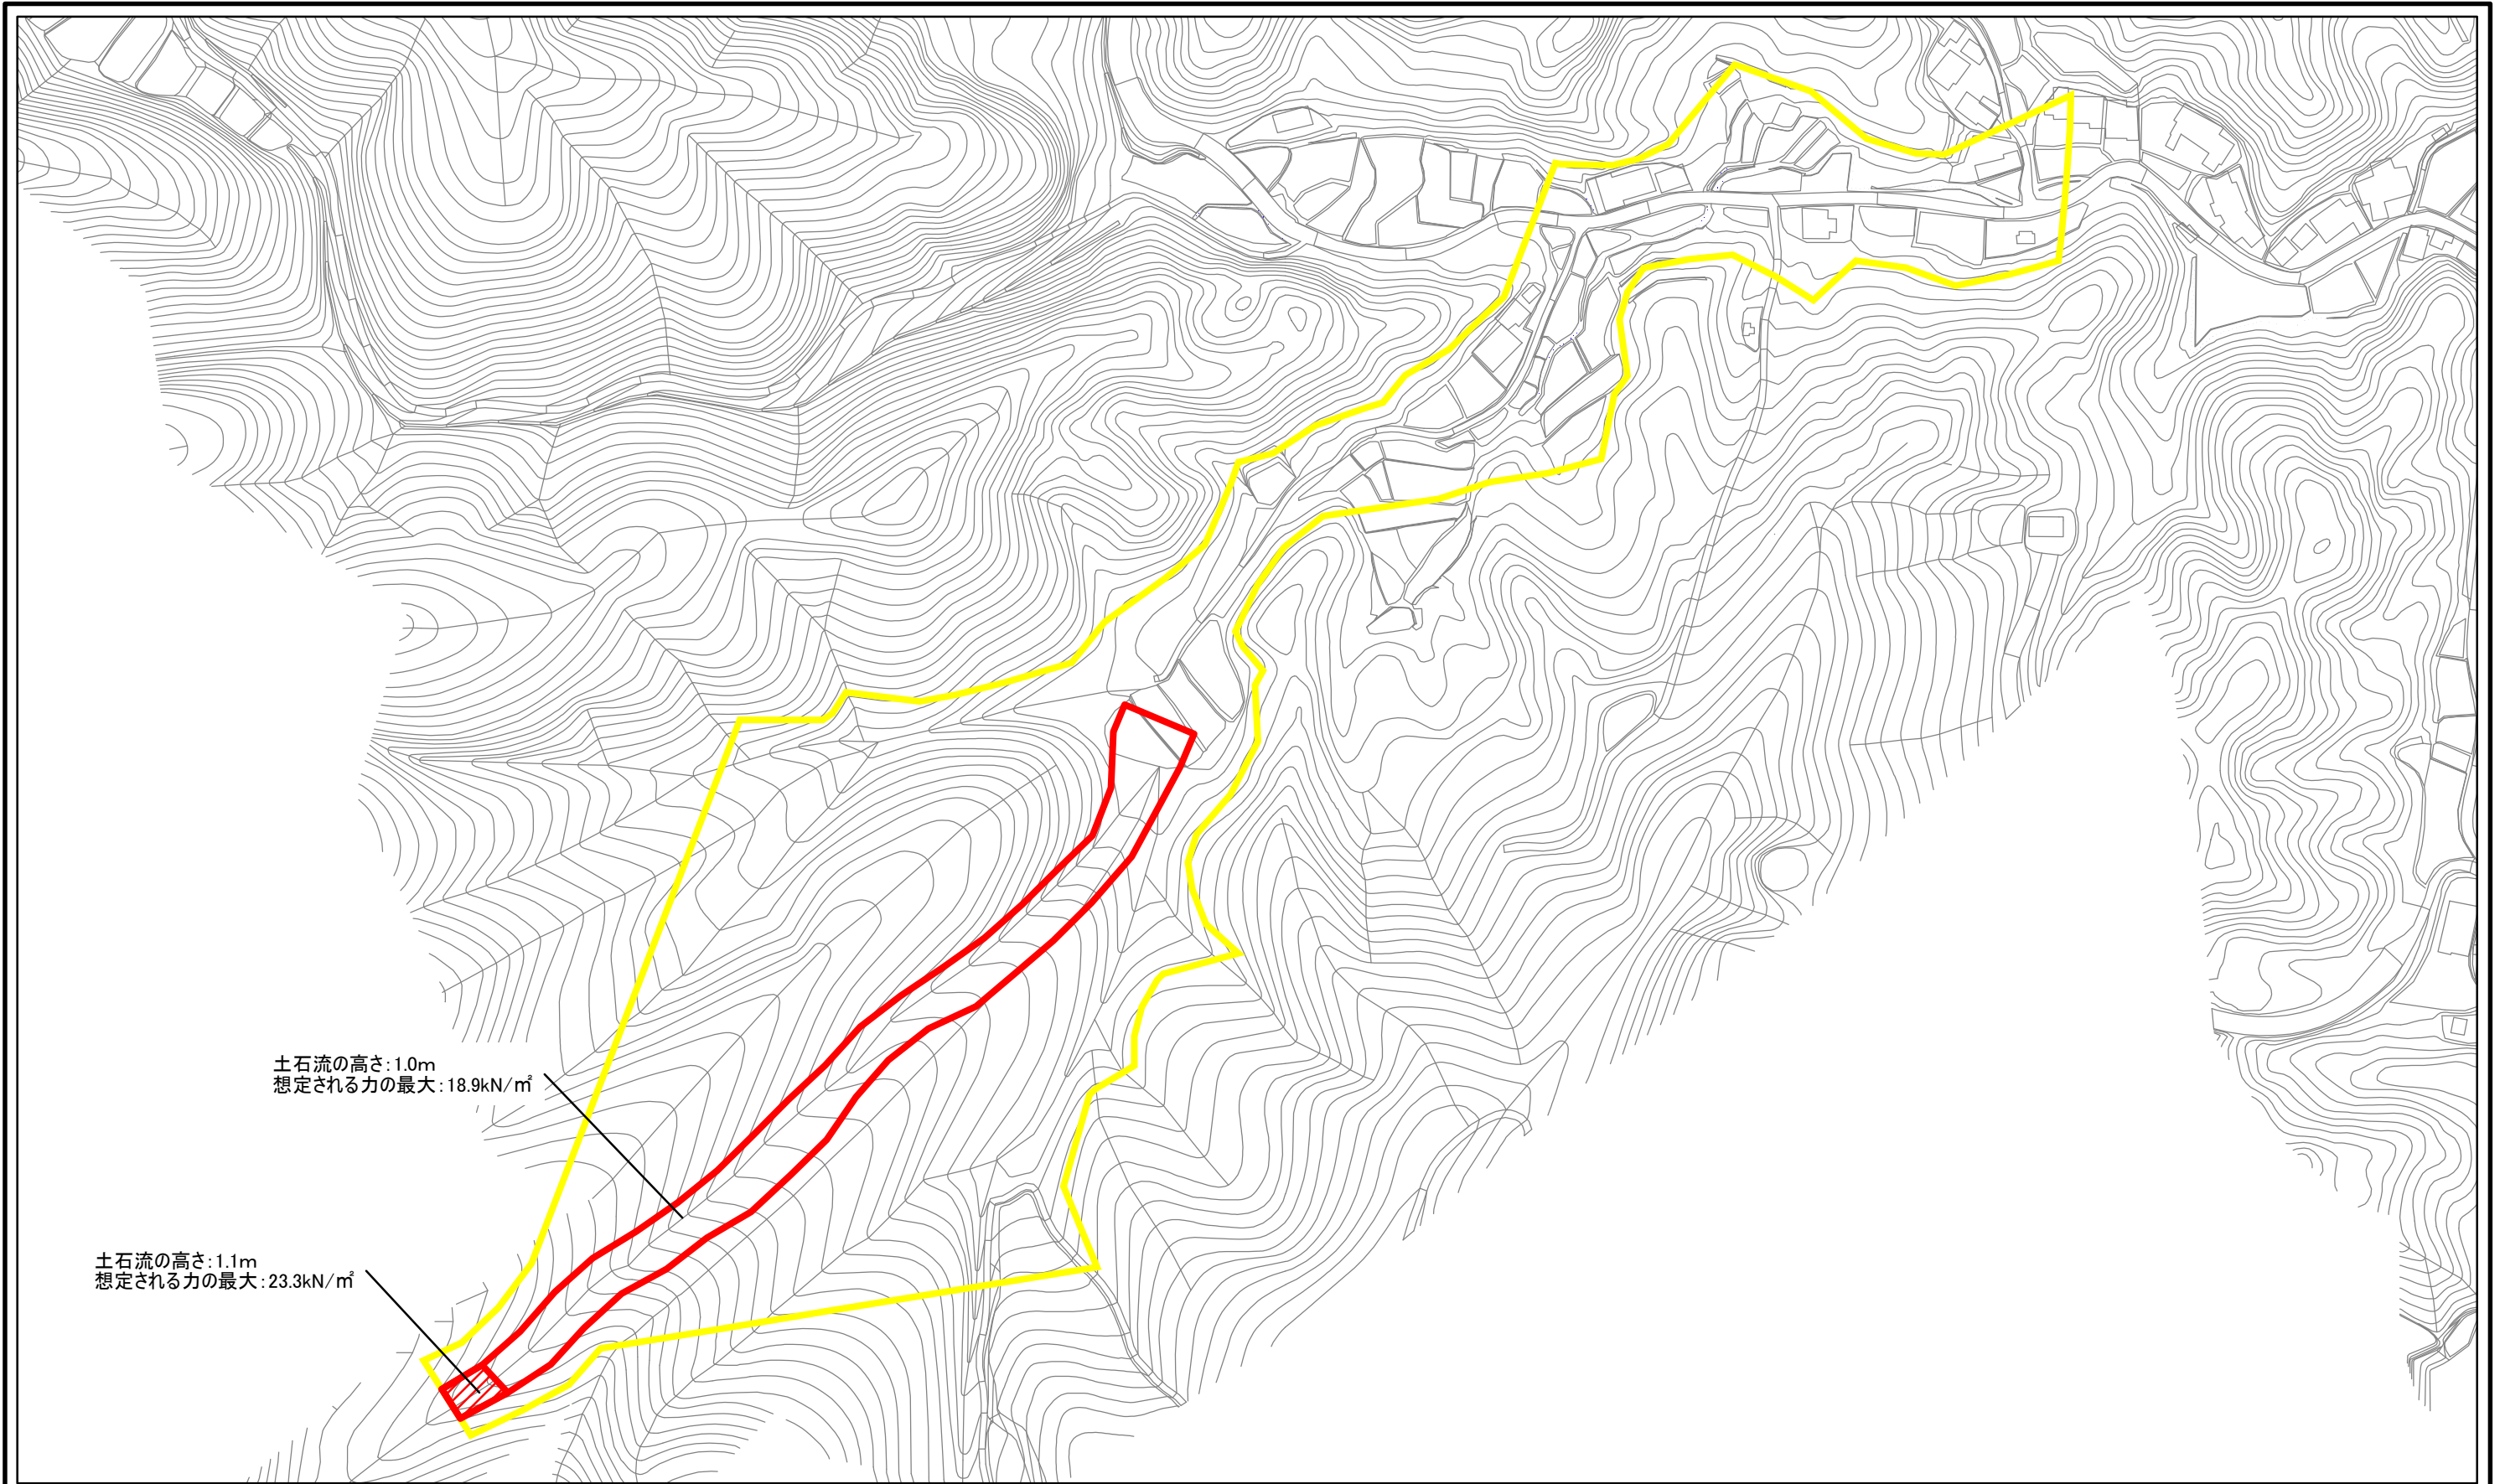 土石流の高さ：1.0m
想定される力の最大：18.9kN/㎡
土石流の高さ：1.1m
想定される力の最大：23.3kN/㎡